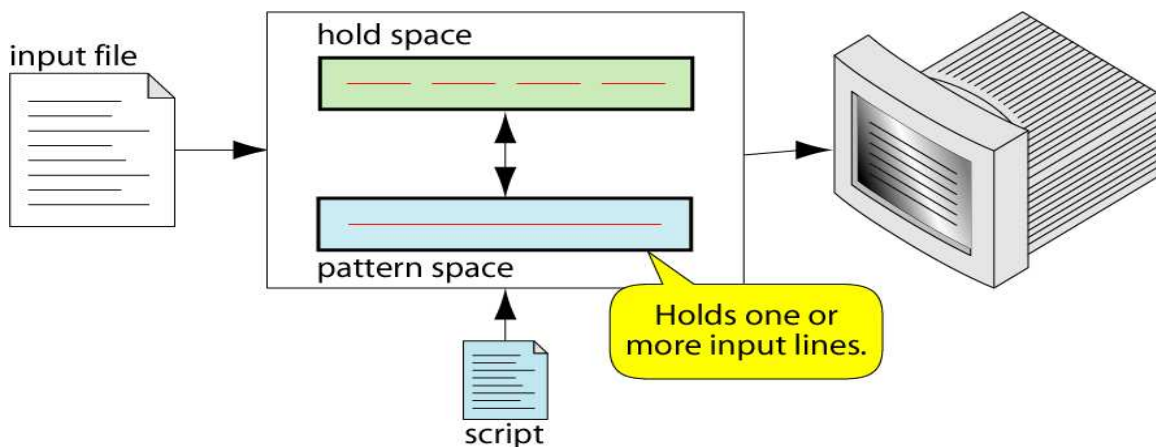 hold space
input file
pattern space
Holds one or
more input lines.
script